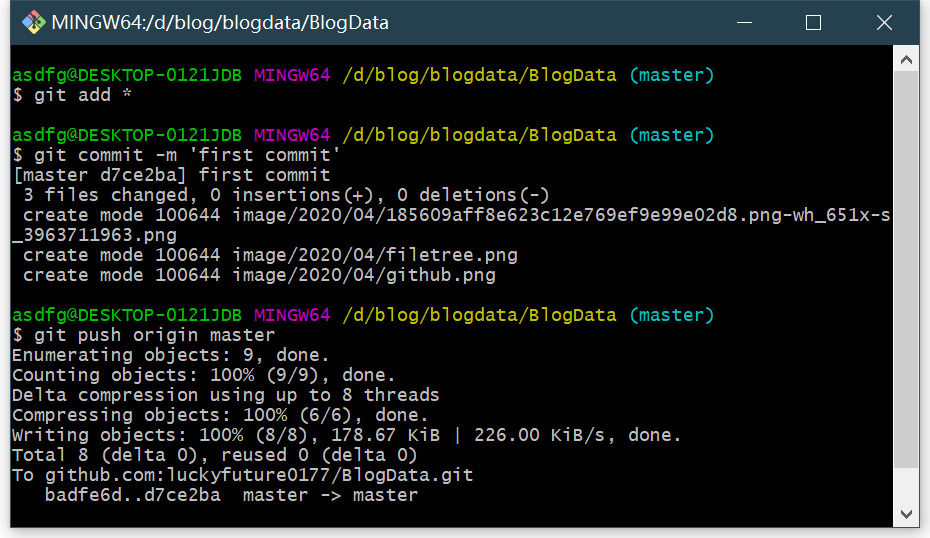 MINGW64:/d/blog/blogdata/BlogData
asdfg@DESKTOP-0121JDB MINGW64 /d/blog/blogdata/BlogData (master)
$ git add *
asdfg@DESKTOP-0121JDB MINGW64 /d/blog/blogdata/BlogData (master)
$ git commit -m 'first commit'
[master d7ce2ba] first commit
 3 files changed, 0 insertions(+), 0 deletions(-)
 create mode 100644 image/2020/04/185609aff8e623c12e769ef9e99e02d8.png-wh_651x-s
_3963711963.png
 create mode 100644 image/2020/04/filetree.png
 create mode 100644 image/2020/04/github.png
asdfg@DESKTOP-0121JDB MINGW64 /d/blog/blogdata/BlogData (master)
$ git push origin master
Enumerating objects: 9, done.
Counting objects: 100% (9/9), done.
Delta compression using up to 8 threads
Compressing objects: 100% (6/6), done.
Writing objects: 100% (8/8), 178.67 KiB | 226.00 KiB/s, done.
Total 8 (delta 0), reused 0 (delta 0)
To github.com:luckyfuture0177/BlogData.git
   badfe6d..d7ce2ba  master -> master